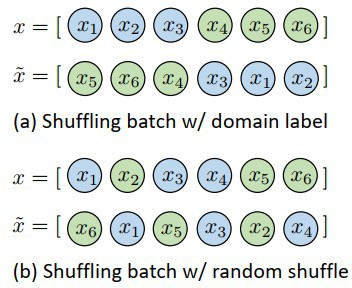 x = [ x₁ x₂ x₃ x₄ x₅ x₆ ]
x̃ = [ x₅ x₆ x₄ x₃ x₁ x₂ ]
(a) Shuffling batch w/ domain label
x = [ x₁ x₂ x₃ x₄ x₅ x₆ ]
x̃ = [ x₆ x₁ x₅ x₃ x₂ x₄ ]
(b) Shuffling batch w/ random shuffle